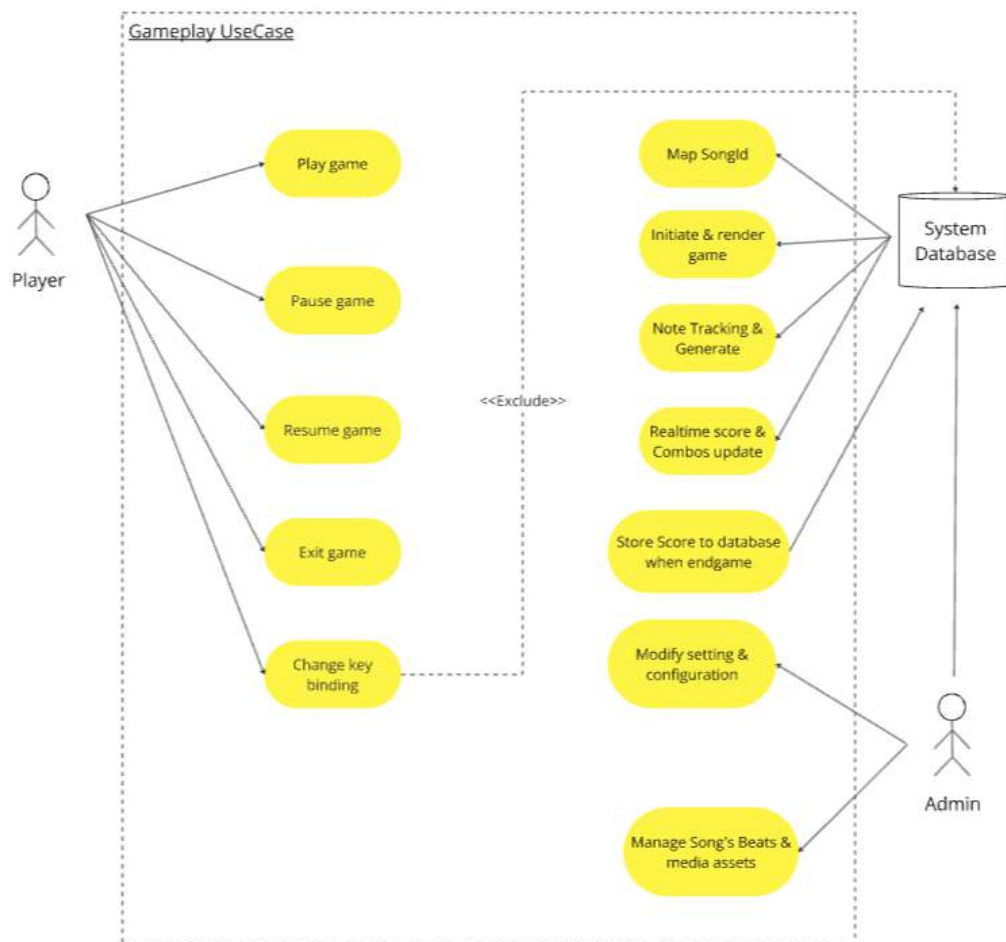 Gameplay UseCase
Play game
Map SongId
Player
Initiate & render
game
System
Database
Pause game
Note Tracking &
Generate
<<Exclude>>
Resume game
Realtime score &
Combos update
Exit game
Store Score to database
when endgame
Change key
binding
Modify setting &
configuration
Admin
Manage Song's Beats &
media assets